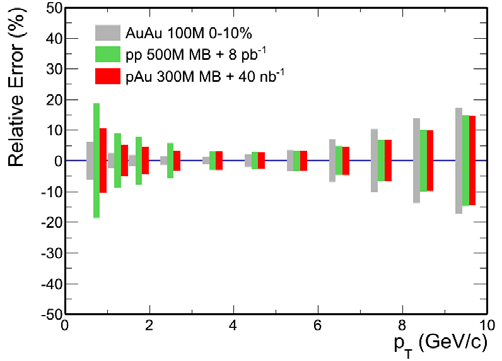 Relative Error (%)
50
40
30
20
10
0
-10
-20
-30
-40
-50
AuAu 100M 0-10%
pp 500M MB + 8 pb⁻¹
pAu 300M MB + 40 nb⁻¹
0 2 4 6 8 10
p_T (GeV/c)